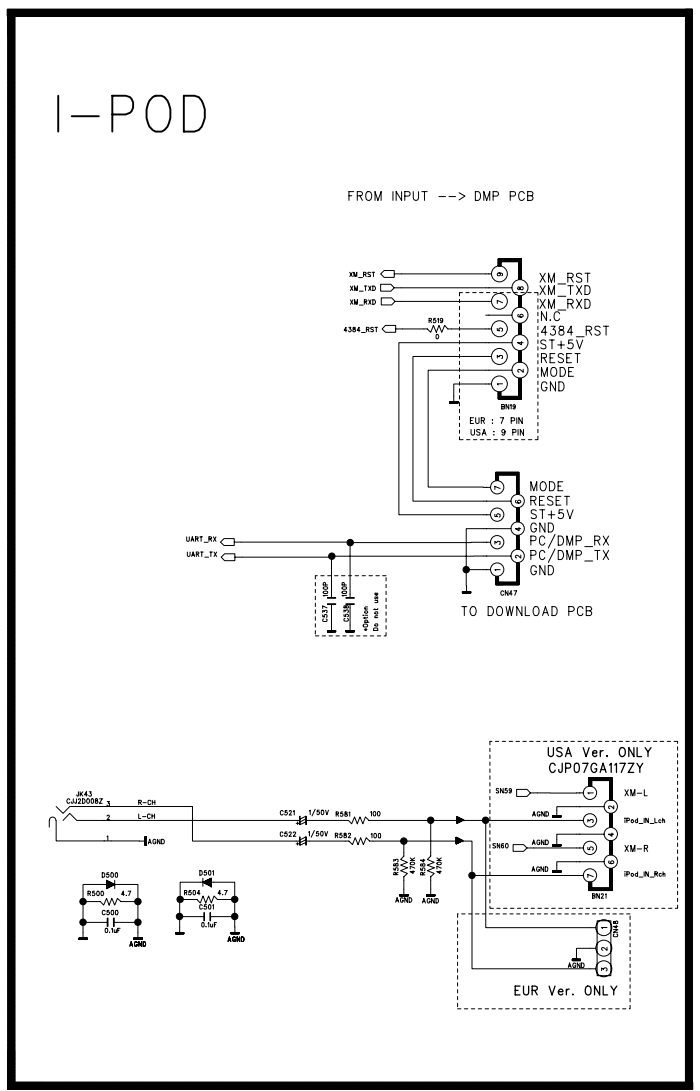 I-POD
FROM INPUT --> DMP PCB
XM_RST
XM_TXD
XM_RXD
4384_RST
R519
0
9
8
7
6
5
4
3
2
1
XM_RST
XM_TXD
XM_RXD
N.C
4384_RST
ST+5V
RESET
MODE
GND
BN19
EUR : 7 PIN
USA : 9 PIN
7
6
5
4
3
2
1
MODE
RESET
ST+5V
GND
PC/DMP_RX
PC/DMP_TX
GND
CN47
TO DOWNLOAD PCB
UART_RX
UART_TX
C537
100P
C538
100P
*Option
Do not use
USA Ver. ONLY
CJP07GA117ZY
SN59
1
XM-L
AGND
2
3
iPod_IN_Lch
AGND
4
SN60
5
XM-R
AGND
6
7
iPod_IN_Rch
BN21
JK43
CJJ2D008Z
3
R-CH
2
L-CH
1
AGND
C521
1/50V
R581
100
C522
1/50V
R582
100
R583
470K
R584
470K
AGND
AGND
D500
R500
4.7
C500
0.1uF
AGND
D501
R504
4.7
C501
0.1uF
AGND
1
2
3
CN48
AGND
EUR Ver. ONLY